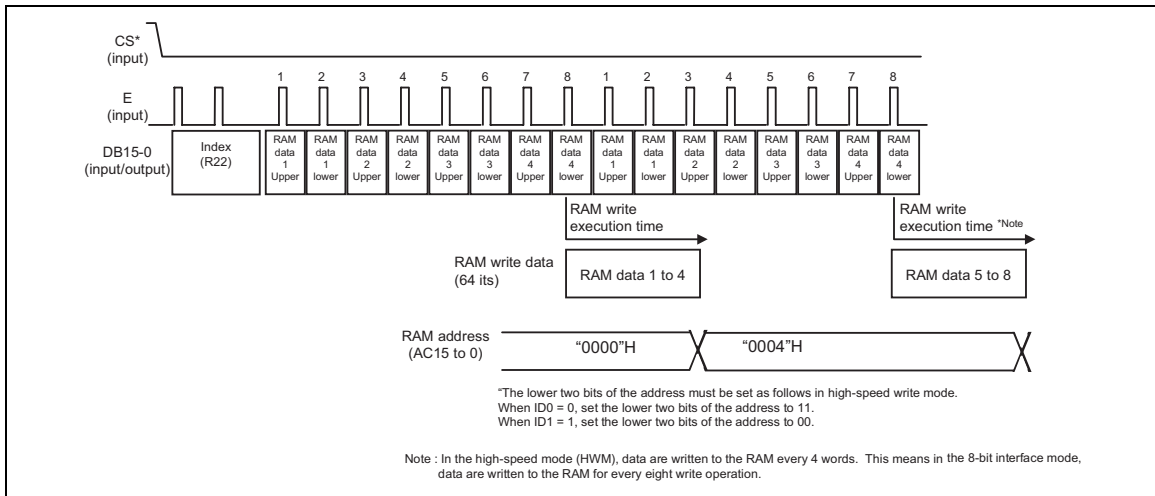 CS*
(input)
1 2 3 4 5 6 7 8 1 2 3 4 5 6 7 8
E
(input)
DB15-0
(input/output)
Index
(R22)
RAM data 1 Upper
RAM data 1 lower
RAM data 2 Upper
RAM data 2 lower
RAM data 3 Upper
RAM data 3 lower
RAM data 4 Upper
RAM data 4 lower
RAM data 1 Upper
RAM data 1 lower
RAM data 2 Upper
RAM data 2 lower
RAM data 3 Upper
RAM data 3 lower
RAM data 4 Upper
RAM data 4 lower
RAM write
execution time
RAM write
execution time *Note
RAM write data
(64 its)
RAM data 1 to 4
RAM data 5 to 8
RAM address
(AC15 to 0)
“0000”H
“0004”H
“The lower two bits of the address must be set as follows in high-speed write mode.
When ID0 = 0, set the lower two bits of the address to 11.
When ID1 = 1, set the lower two bits of the address to 00.
Note : In the high-speed mode (HWM), data are written to the RAM every 4 words. This means in the 8-bit interface mode,
data are written to the RAM for every eight write operation.